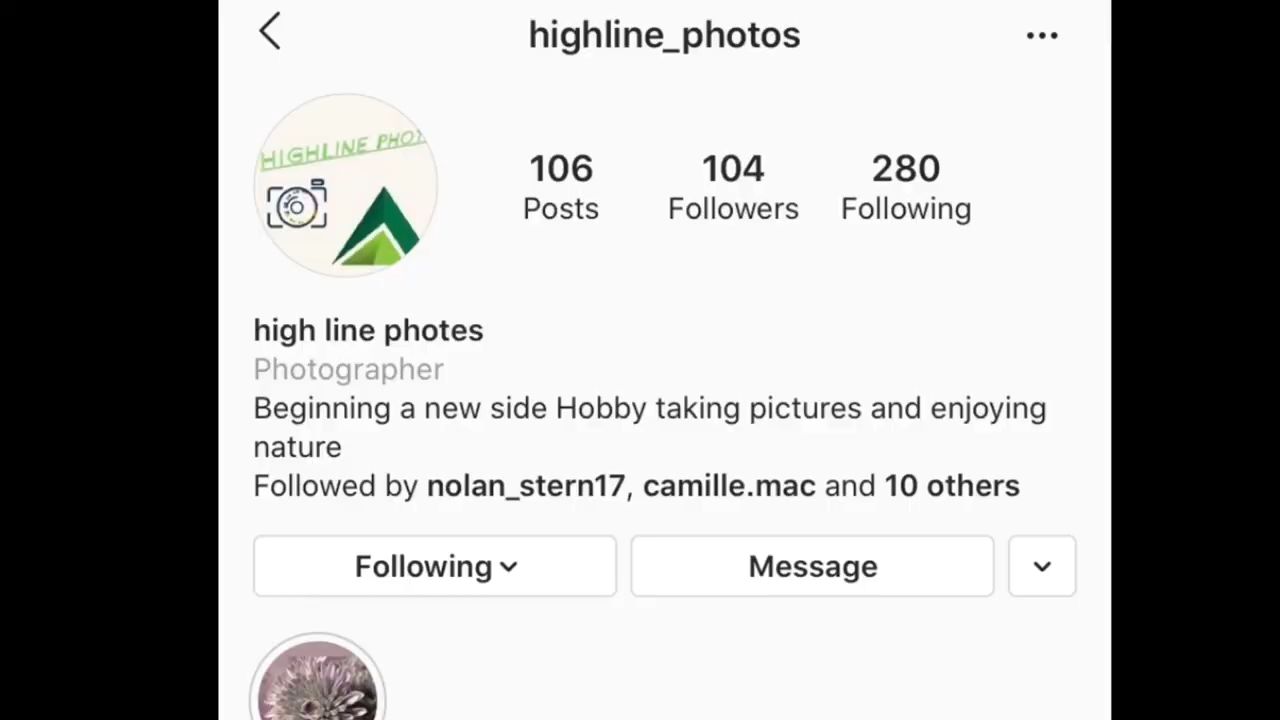 highline_photos
HIGHLINE PHOT
106
Posts
104
Followers
280
Following
high line photes
Photographer
Beginning a new side Hobby taking pictures and enjoying
nature
Followed by nolan_stern17, camille.mac and 10 others
Following
Message